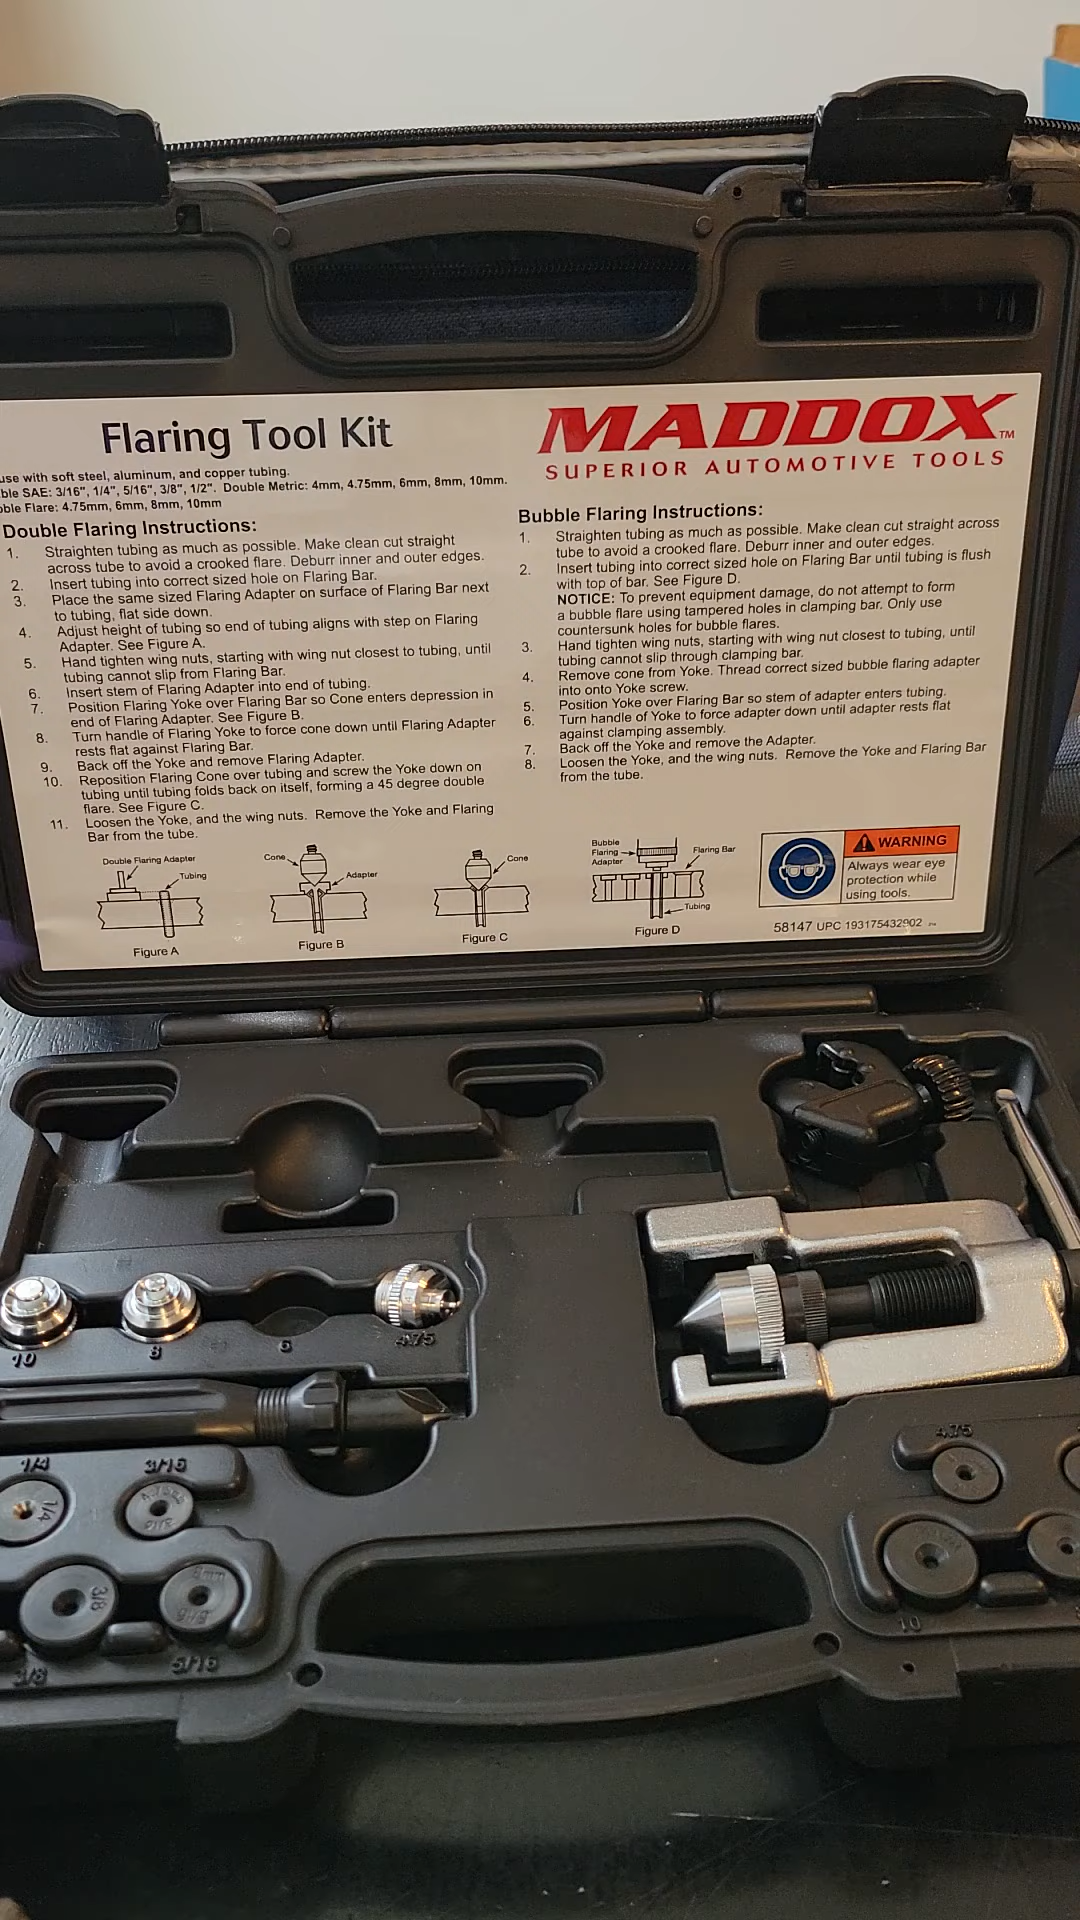 Flaring Tool Kit
MADDOX™
SUPERIOR AUTOMOTIVE TOOLS
use with soft steel, aluminum, and copper tubing.
ble SAE: 3/16", 1/4", 5/16", 3/8", 1/2". Double Metric: 4mm, 4.75mm, 6mm, 8mm, 10mm.
ble Flare: 4.75mm, 6mm, 8mm, 10mm
Double Flaring Instructions:
1. Straighten tubing as much as possible. Make clean cut straight
across tube to avoid a crooked flare. Deburr inner and outer edges.
2. Insert tubing into correct sized hole on Flaring Bar.
3. Place the same sized Flaring Adapter on surface of Flaring Bar next
to tubing, flat side down.
4. Adjust height of tubing so end of tubing aligns with step on Flaring
Adapter. See Figure A.
5. Hand tighten wing nuts, starting with wing nut closest to tubing, until
tubing cannot slip from Flaring Bar.
6. Insert stem of Flaring Adapter into end of tubing.
7. Position Flaring Yoke over Flaring Bar so Cone enters depression in
end of Flaring Adapter. See Figure B.
8. Turn handle of Flaring Yoke to force cone down until Flaring Adapter
rests flat against Flaring Bar.
9. Back off the Yoke and remove Flaring Adapter.
10. Reposition Flaring Cone over tubing and screw the Yoke down on
tubing until tubing folds back on itself, forming a 45 degree double
flare. See Figure C.
11. Loosen the Yoke, and the wing nuts. Remove the Yoke and Flaring
Bar from the tube.
Bubble Flaring Instructions:
1. Straighten tubing as much as possible. Make clean cut straight across
tube to avoid a crooked flare. Deburr inner and outer edges.
2. Insert tubing into correct sized hole on Flaring Bar until tubing is flush
with top of bar. See Figure D.
NOTICE: To prevent equipment damage, do not attempt to form
a bubble flare using tampered holes in clamping bar. Only use
countersunk holes for bubble flares.
3. Hand tighten wing nuts, starting with wing nut closest to tubing, until
tubing cannot slip through clamping bar.
4. Remove cone from Yoke. Thread correct sized bubble flaring adapter
into onto Yoke screw.
5. Position Yoke over Flaring Bar so stem of adapter enters tubing.
6. Turn handle of Yoke to force adapter down until adapter rests flat
against clamping assembly.
7. Back off the Yoke and remove the Adapter.
8. Loosen the Yoke, and the wing nuts. Remove the Yoke and Flaring Bar
from the tube.
Double Flaring Adapter
Tubing
Figure A
Cone
Adapter
Figure B
Cone
Figure C
Bubble
Flaring
Adapter
Flaring Bar
Tubing
Figure D
WARNING
Always wear eye
protection while
using tools.
58147 UPC 193175432902
10
8
6
4.75
1/4
3/16
1/4
4.75mm
3/16
3/8
8mm
5/16
3/8
5/16
4.75
10